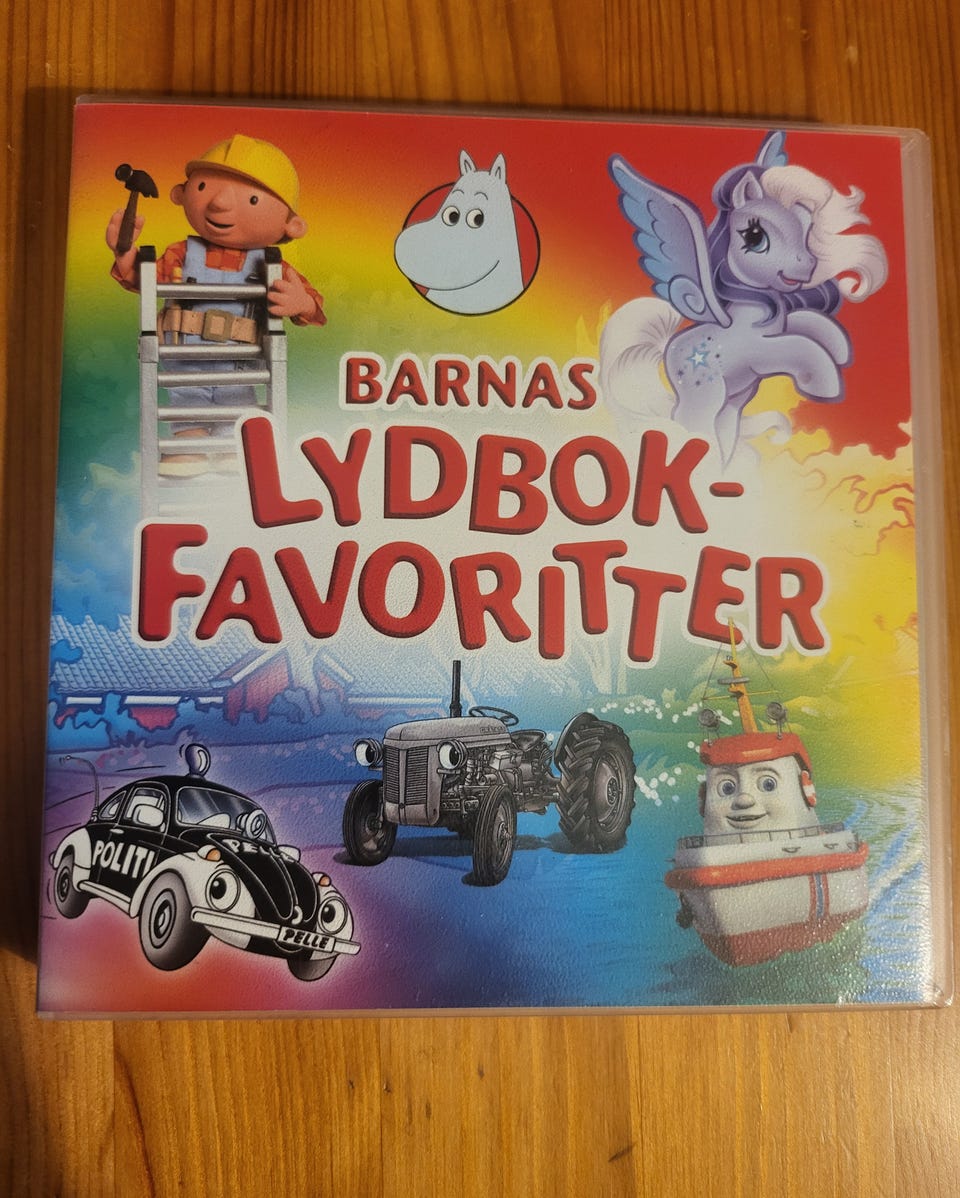 BARNAS
LYDBOK-
FAVORITTER
POLITI
PELLE